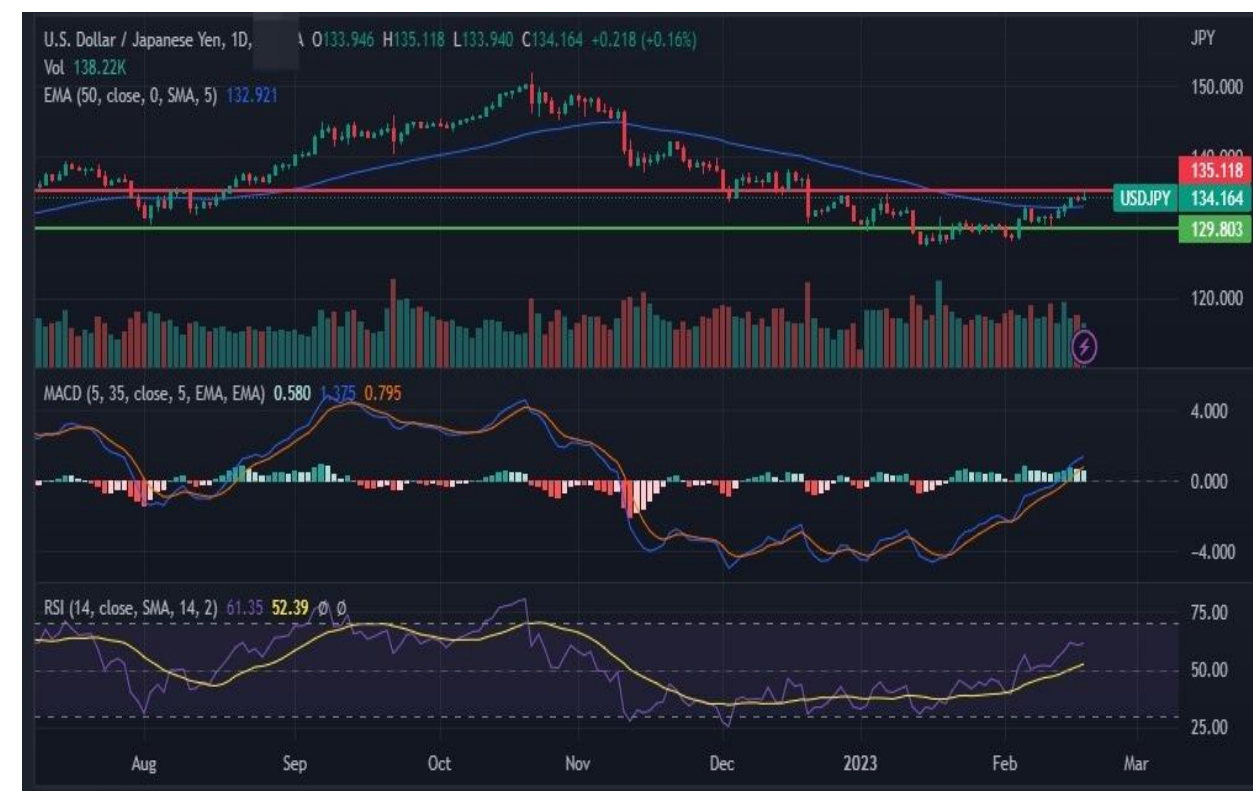 U.S. Dollar / Japanese Yen, 1D, O133.946 H135.118 L133.940 C134.164 +0.218 (+0.16%)
JPY
Vol 138.22K
EMA (50, close, 0, SMA, 5) 132.921
150.000
140.000
135.118
USDJPY 134.164
129.803
120.000
MACD (5, 35, close, 5, EMA, EMA) 0.580 1.375 0.795
4.000
0.000
−4.000
RSI (14, close, SMA, 14, 2) 61.35 52.39 Ø Ø
75.00
50.00
25.00
Aug Sep Oct Nov Dec 2023 Feb Mar